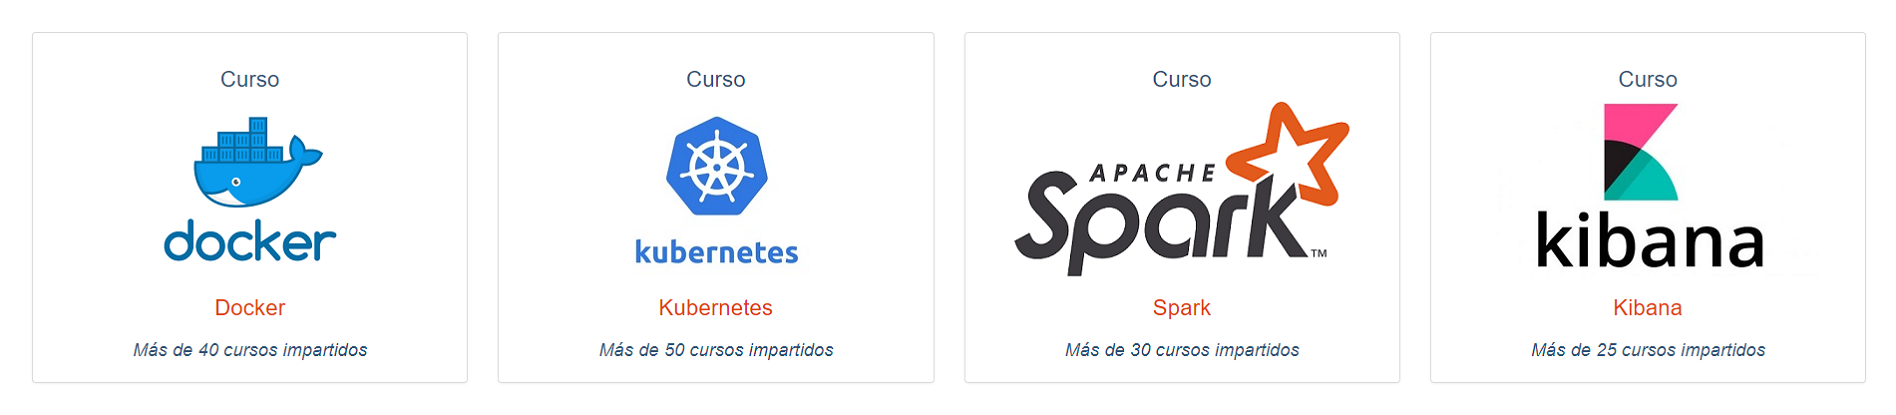 Curso
docker
Docker
Más de 40 cursos impartidos
Curso
kubernetes
Kubernetes
Más de 50 cursos impartidos
Curso
APACHE
Spark™
Spark
Más de 30 cursos impartidos
Curso
kibana
Kibana
Más de 25 cursos impartidos